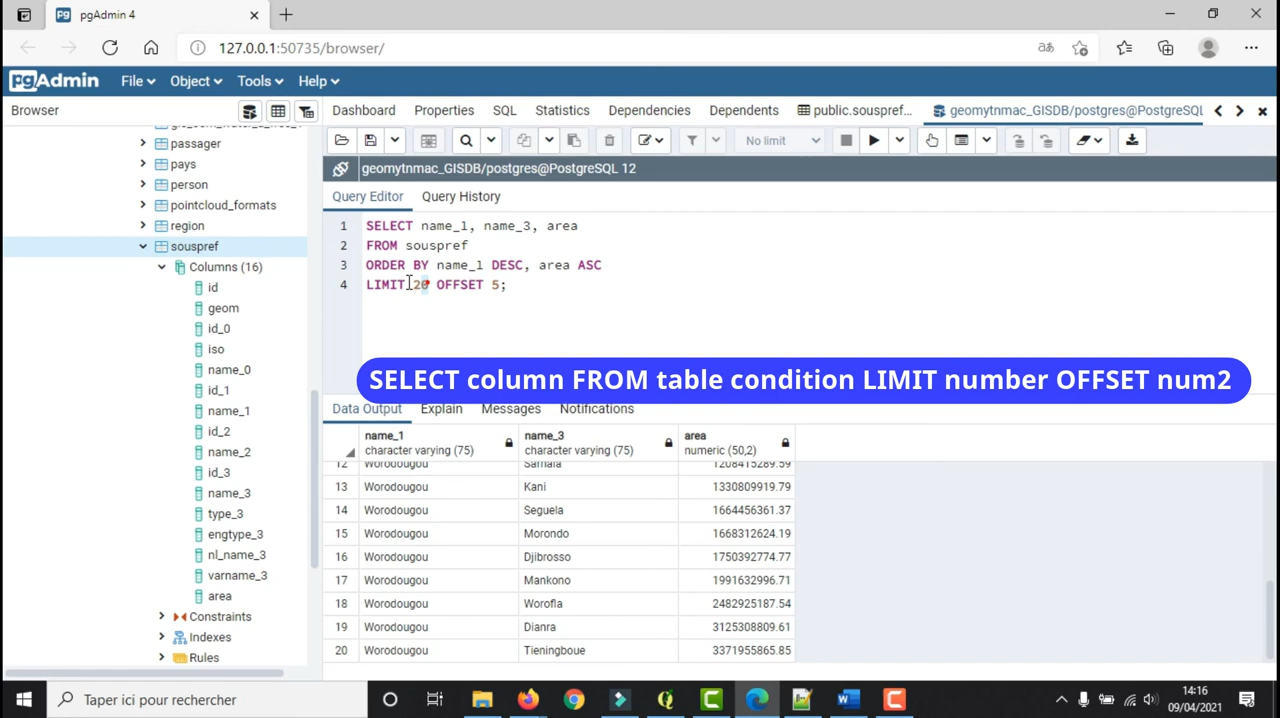 pgAdmin 4
127.0.0.1:50735/browser/
pgAdmin File Object Tools Help
Browser
Dashboard Properties SQL Statistics Dependencies Dependents public.souspref... geomytnmac_GISDB/postgres@PostgreSQL
No limit
geomytnmac_GISDB/postgres@PostgreSQL 12
Query Editor Query History
passager
pays
person
pointcloud_formats
region
souspref
Columns (16)
id
geom
id_0
iso
name_0
id_1
name_1
id_2
name_2
id_3
name_3
type_3
engtype_3
nl_name_3
varname_3
area
Constraints
Indexes
Rules
1 SELECT name_1, name_3, area
2 FROM souspref
3 ORDER BY name_1 DESC, area ASC
4 LIMIT 20 OFFSET 5;
SELECT column FROM table condition LIMIT number OFFSET num2
Data Output Explain Messages Notifications
name_1 name_3 area
character varying (75) character varying (75) numeric (50,2)
12 Worodougou 1208415289.59
13 Worodougou Kani 1330809919.79
14 Worodougou Seguela 1664456361.37
15 Worodougou Morondo 1668312624.19
16 Worodougou Djibrosso 1750392774.77
17 Worodougou Mankono 1991632996.71
18 Worodougou Worofla 2482925187.54
19 Worodougou Dianra 3125308809.61
20 Worodougou Tieningboue 3371955865.85
Taper ici pour rechercher
14:16
09/04/2021